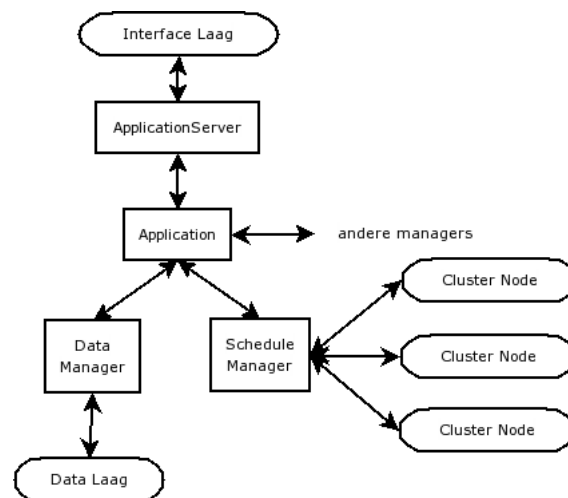 Interface Laag
ApplicationServer
Application
andere managers
Cluster Node
Data
Manager
Schedule
Manager
Cluster Node
Cluster Node
Data Laag